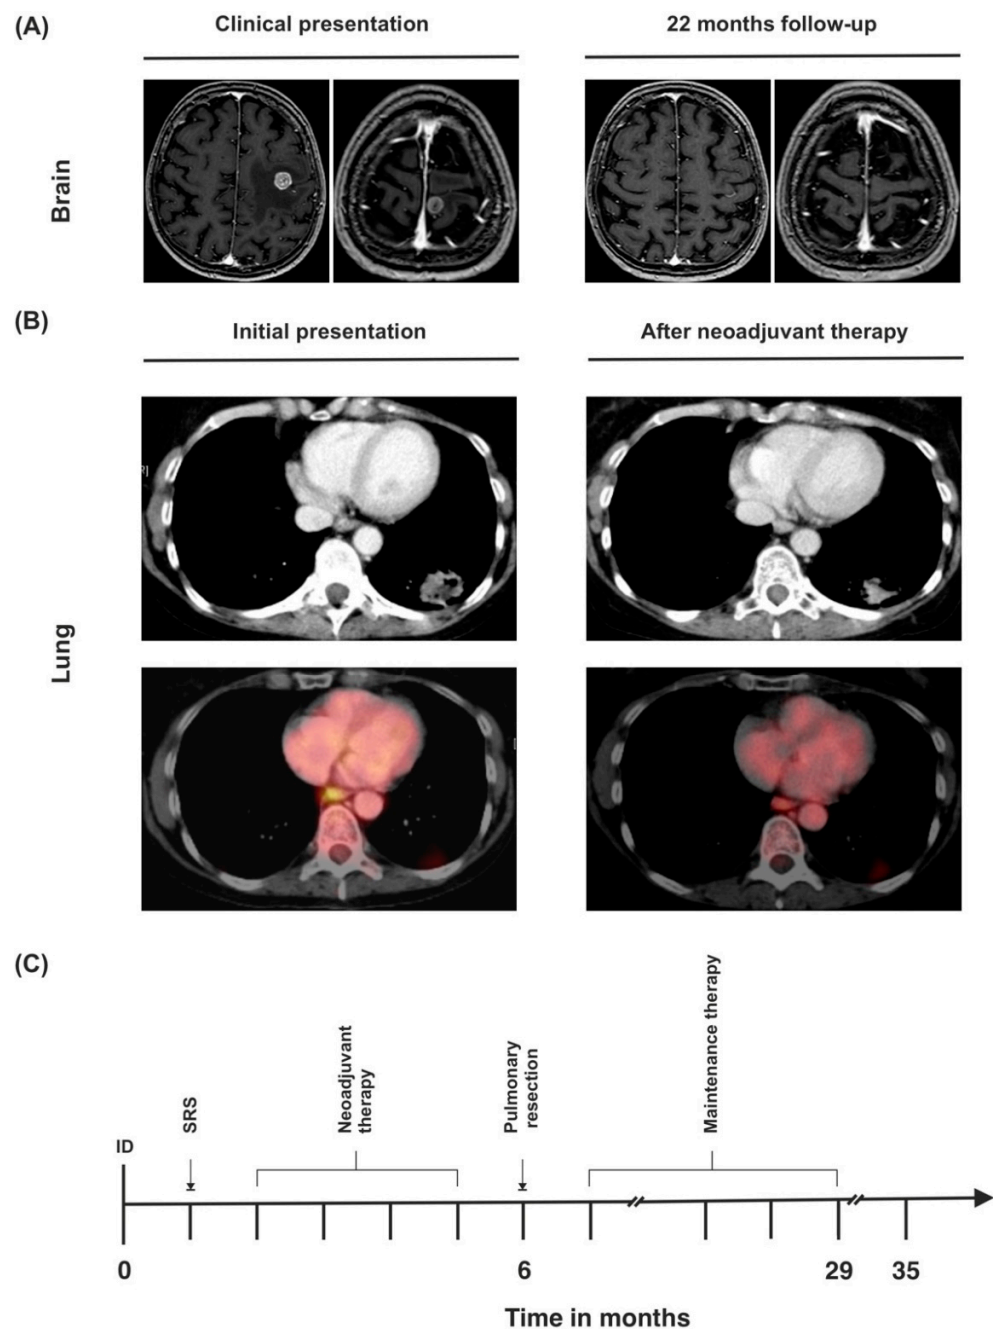 (A)
Clinical presentation
22 months follow-up
Brain
(B)
Initial presentation
After neoadjuvant therapy
Lung
(C)
ID
SRS
Neoadjuvant
therapy
Pulmonary
resection
Maintenance therapy
0
6
29
35
Time in months